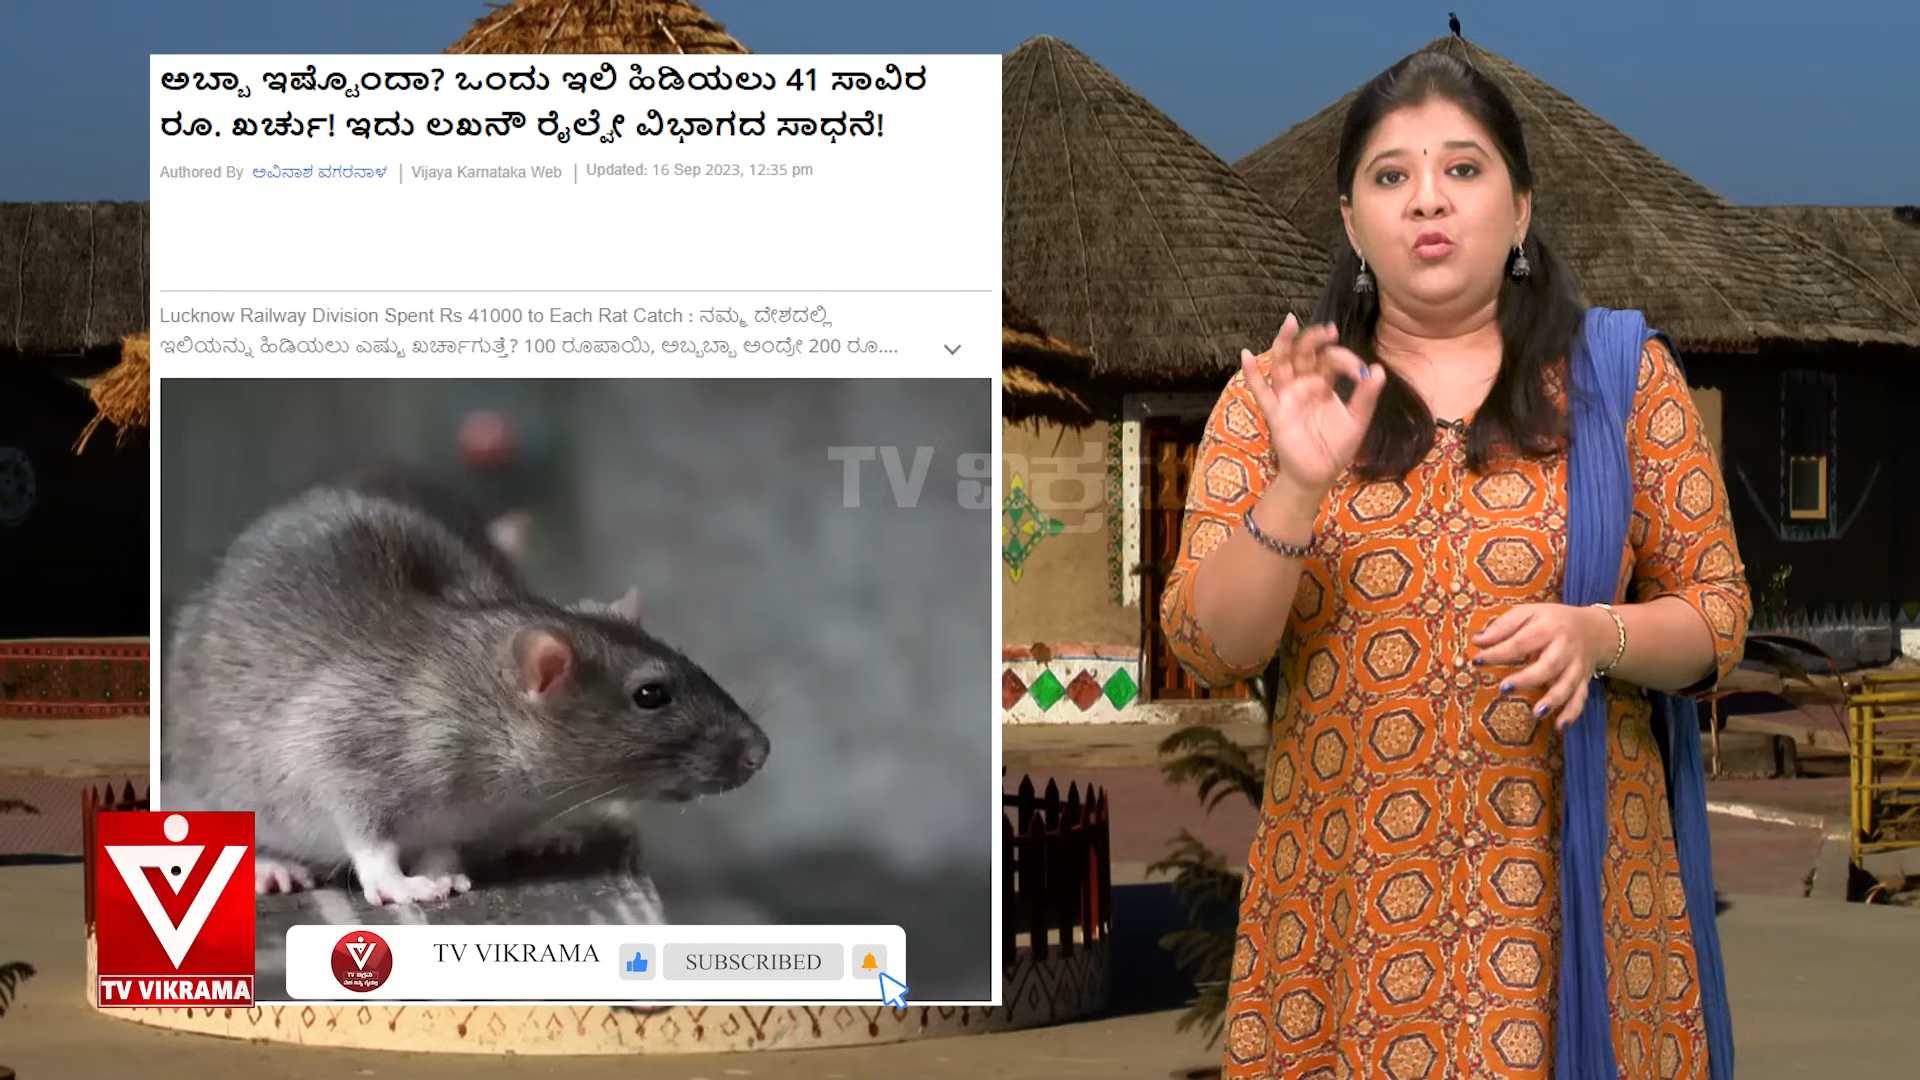 ಅಬ್ಬಾ ಇಷ್ಟೊಂದಾ? ಒಂದು ಇಲಿ ಹಿಡಿಯಲು 41 ಸಾವಿರ
ರೂ. ಖರ್ಚು! ಇದು ಲಖನೌ ರೈಲ್ವೇ ವಿಭಾಗದ ಸಾಧನೆ!
Authored By ಅವಿನಾಶ ವಗರನಾಳ | Vijaya Karnataka Web | Updated: 16 Sep 2023, 12:35 pm
Lucknow Railway Division Spent Rs 41000 to Each Rat Catch : ನಮ್ಮ ದೇಶದಲ್ಲಿ
ಇಲಿಯನ್ನು ಹಿಡಿಯಲು ಎಷ್ಟು ಖರ್ಚಾಗುತ್ತೆ? 100 ರೂಪಾಯಿ, ಅಬ್ಬಬ್ಬಾ ಅಂದ್ರೇ 200 ರೂ....
TV ವಿಕ್ರಮ
TV VIKRAMA
TV VIKRAMA
SUBSCRIBED